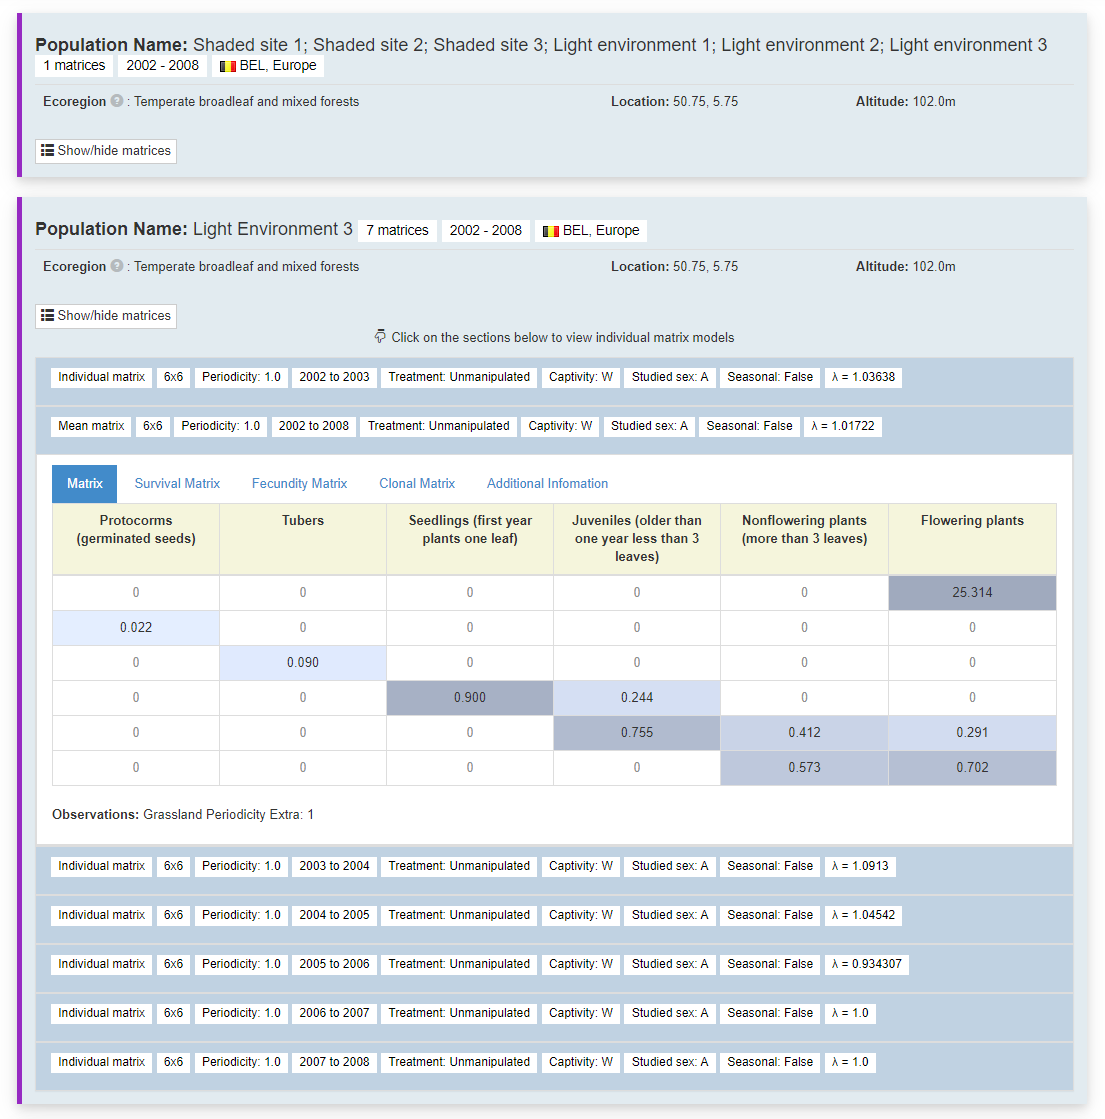 Population Name: Shaded site 1; Shaded site 2; Shaded site 3; Light environment 1; Light environment 2; Light environment 3
1 matrices 2002 - 2008 BEL, Europe
Ecoregion ? : Temperate broadleaf and mixed forests Location: 50.75, 5.75 Altitude: 102.0m
Show/hide matrices
Population Name: Light Environment 3 7 matrices 2002 - 2008 BEL, Europe
Ecoregion ? : Temperate broadleaf and mixed forests Location: 50.75, 5.75 Altitude: 102.0m
Show/hide matrices
Click on the sections below to view individual matrix models
Individual matrix 6x6 Periodicity: 1.0 2002 to 2003 Treatment: Unmanipulated Captivity: W Studied sex: A Seasonal: False λ = 1.03638
Mean matrix 6x6 Periodicity: 1.0 2002 to 2008 Treatment: Unmanipulated Captivity: W Studied sex: A Seasonal: False λ = 1.01722
Matrix Survival Matrix Fecundity Matrix Clonal Matrix Additional Infomation
Protocorms (germinated seeds) Tubers Seedlings (first year plants one leaf) Juveniles (older than one year less than 3 leaves) Nonflowering plants (more than 3 leaves) Flowering plants
0 0 0 0 0 25.314
0.022 0 0 0 0 0
0 0.090 0 0 0 0
0 0 0.900 0.244 0 0
0 0 0 0.755 0.412 0.291
0 0 0 0 0.573 0.702
Observations: Grassland Periodicity Extra: 1
Individual matrix 6x6 Periodicity: 1.0 2003 to 2004 Treatment: Unmanipulated Captivity: W Studied sex: A Seasonal: False λ = 1.0913
Individual matrix 6x6 Periodicity: 1.0 2004 to 2005 Treatment: Unmanipulated Captivity: W Studied sex: A Seasonal: False λ = 1.04542
Individual matrix 6x6 Periodicity: 1.0 2005 to 2006 Treatment: Unmanipulated Captivity: W Studied sex: A Seasonal: False λ = 0.934307
Individual matrix 6x6 Periodicity: 1.0 2006 to 2007 Treatment: Unmanipulated Captivity: W Studied sex: A Seasonal: False λ = 1.0
Individual matrix 6x6 Periodicity: 1.0 2007 to 2008 Treatment: Unmanipulated Captivity: W Studied sex: A Seasonal: False λ = 1.0